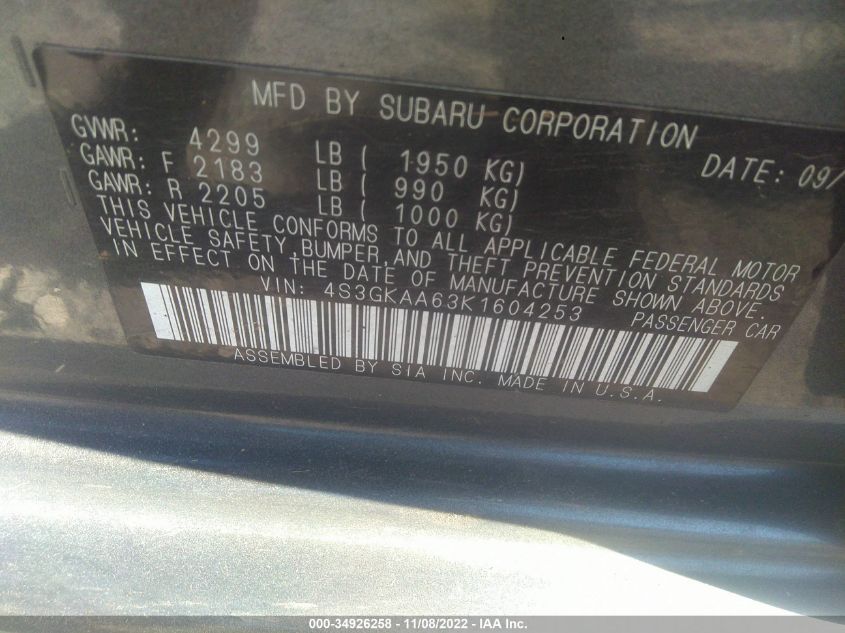 MFD BY SUBARU CORPORATION
DATE: 09/
GVWR: 4299 LB ( 1950 KG)
GAWR: F 2183 LB ( 990 KG)
GAWR: R 2205 LB ( 1000 KG)
THIS VEHICLE CONFORMS TO ALL APPLICABLE FEDERAL MOTOR
VEHICLE SAFETY,BUMPER,AND THEFT PREVENTION STANDARDS
IN EFFECT ON THE DATE OF MANUFACTURE SHOWN ABOVE.
VIN: 4S3GKAA63K1604253 PASSENGER CAR
ASSEMBLED BY SIA INC. MADE IN U.S.A.
000-34926258 - 11/08/2022 - IAA Inc.